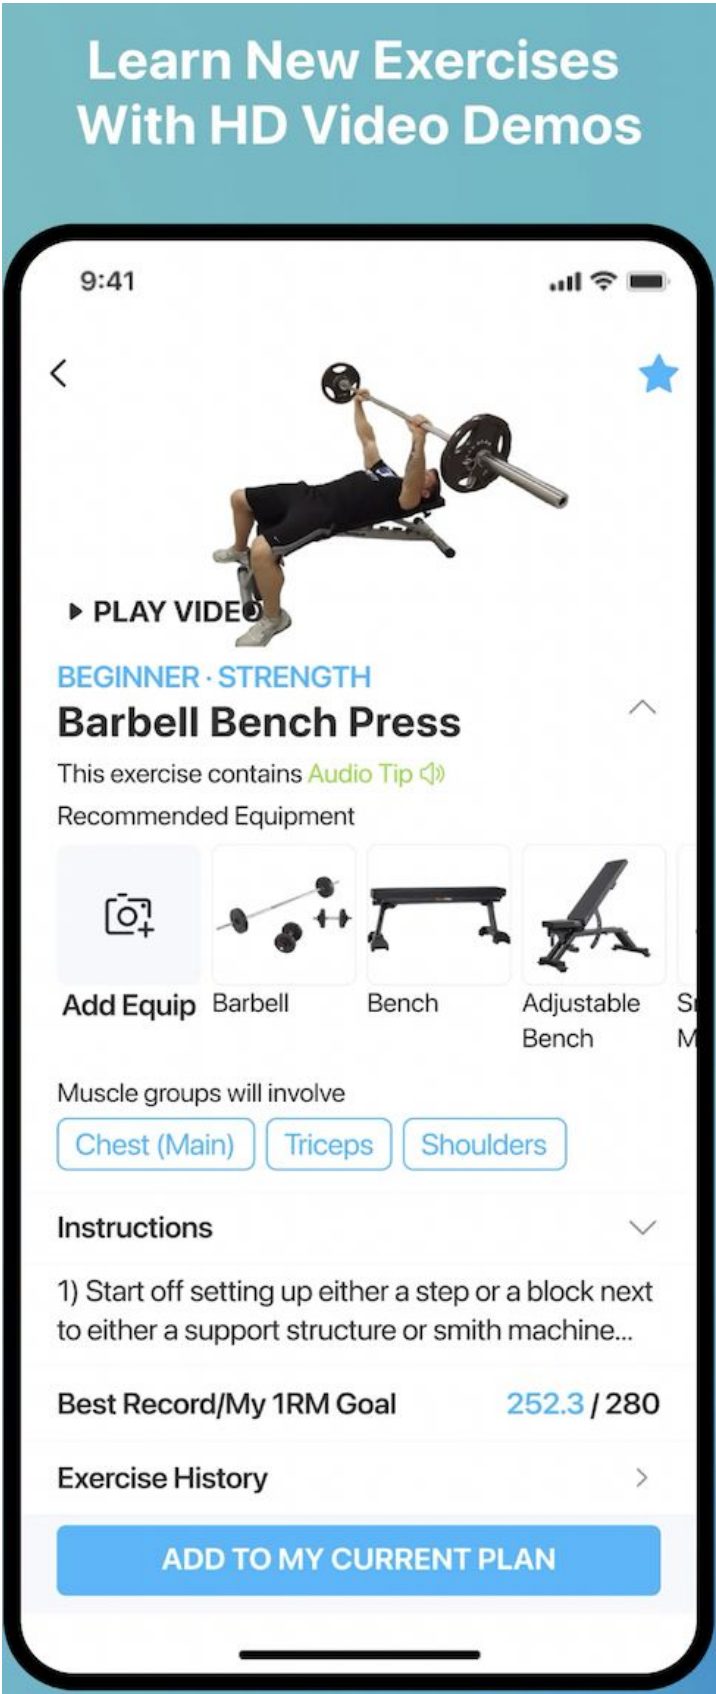 Learn New Exercises
With HD Video Demos
9:41
PLAY VIDEO
BEGINNER · STRENGTH
Barbell Bench Press
This exercise contains Audio Tip
Recommended Equipment
Add Equip
Barbell
Bench
Adjustable
Bench
Muscle groups will involve
Chest (Main)
Triceps
Shoulders
Instructions
1) Start off setting up either a step or a block next
to either a support structure or smith machine...
Best Record/My 1RM Goal
252.3 / 280
Exercise History
ADD TO MY CURRENT PLAN